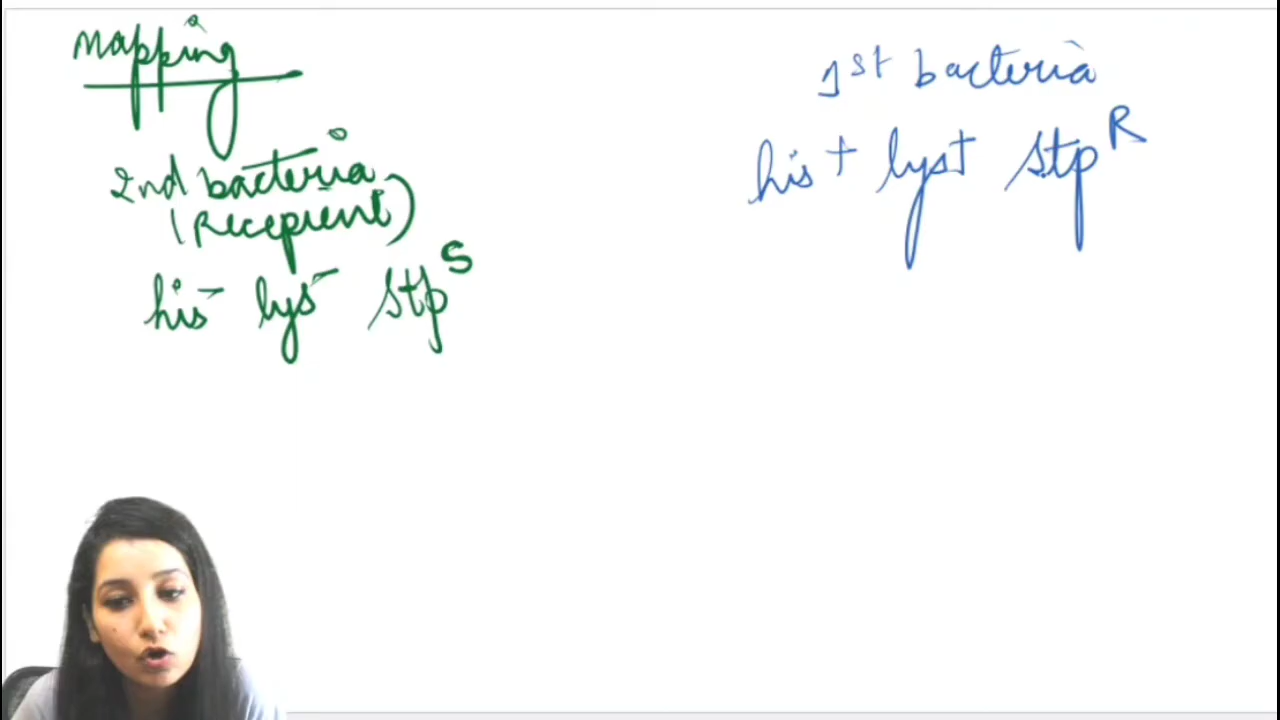 mapping
2nd bacteria
(Recepient)
his⁻ lys⁻ stp^S
1st bacteria
his⁺ lys⁺ stp^R